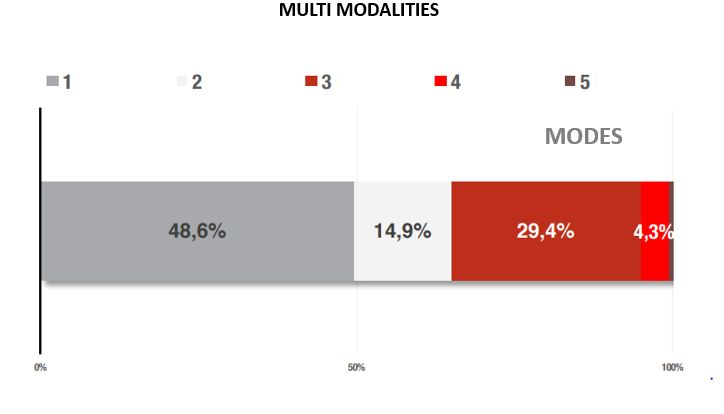 MULTI MODALITIES
1 2 3 4 5
MODES
48,6% 14,9% 29,4% 4,3%
0% 50% 100%
.